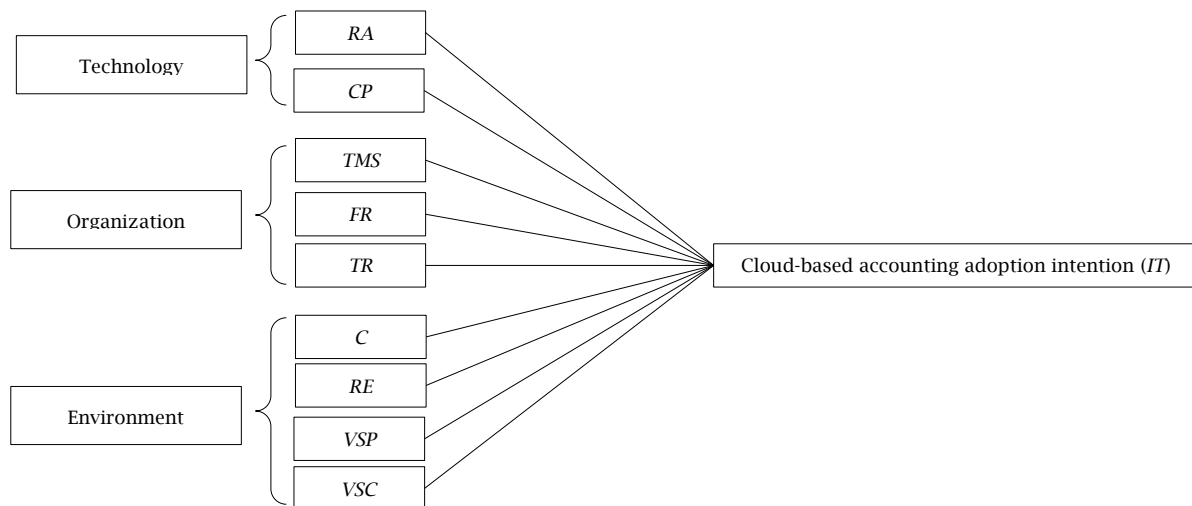 Technology
RA
CP
Organization
TMS
FR
TR
Environment
C
RE
VSP
VSC
Cloud-based accounting adoption intention (IT)